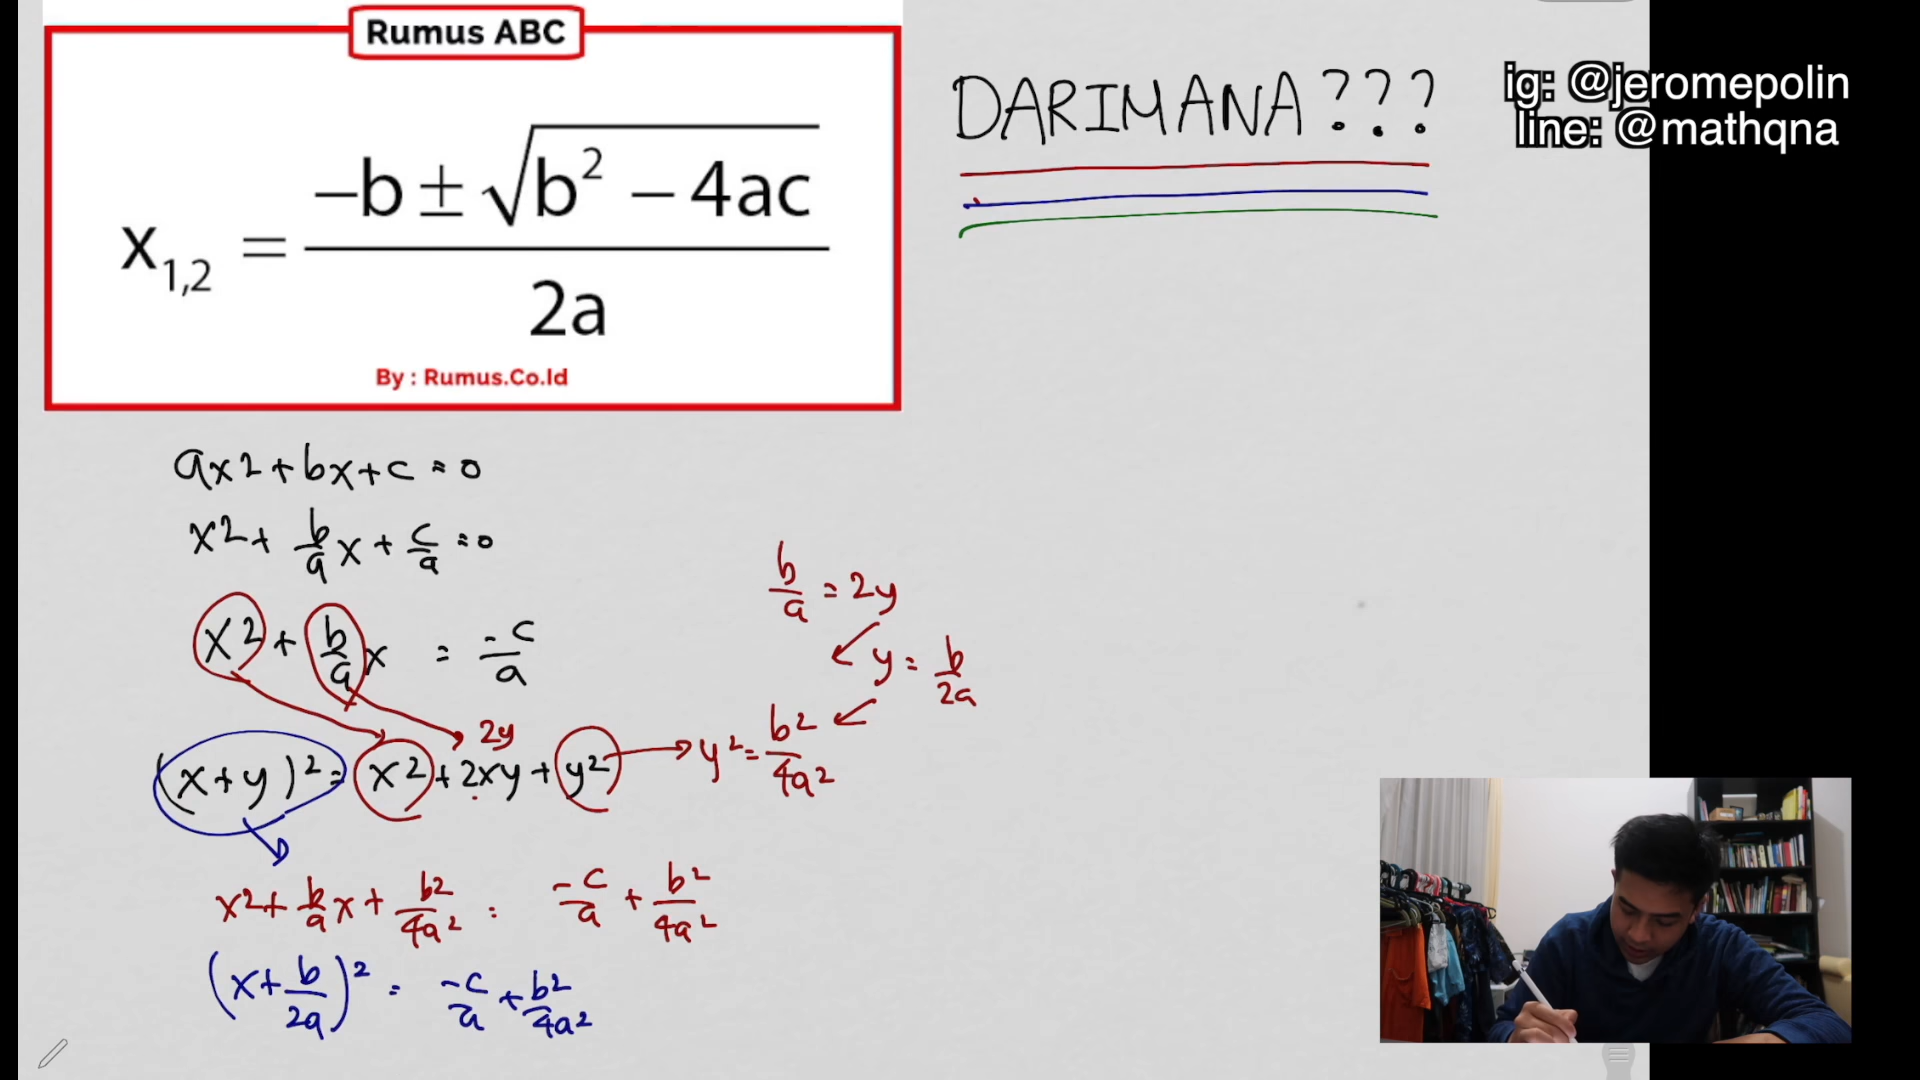 Rumus ABC
x1,2 = −b ± √b² − 4ac / 2a
By : Rumus.Co.Id
DARIMANA???
ig: @jeromepolin
line: @mathqna
ax2+bx+c = 0
x2 + b/a x + c/a = 0
x2 + b/a x = -c/a
(x+y)2 = x2 + 2xy + y2
2y
b/a = 2y
y = b/2a
y2 = b2/4a2
x2 + b/a x + b2/4a2 = -c/a + b2/4a2
(x + b/2a)2 = -c/a + b2/4a2